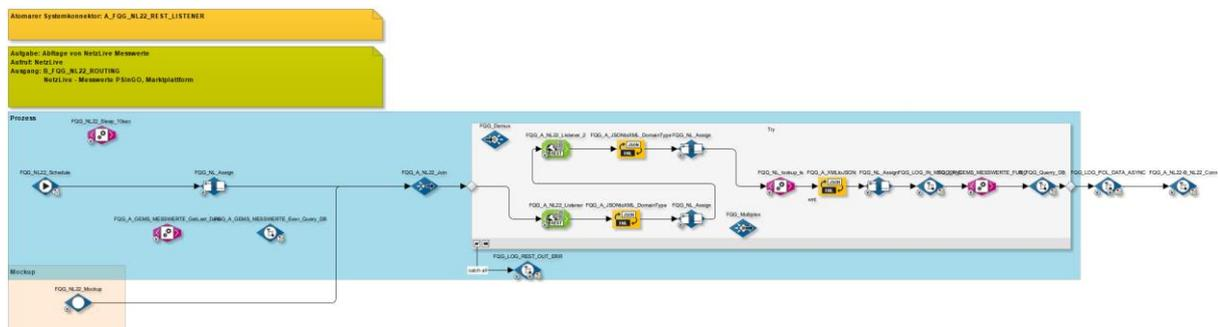 Atomarer Systemkonnektor: A_FQG_NL22_REST_LISTENER
Aufgabe: Abfrage von NetzLive Messwerte
Aufruf: NetzLive
Ausgang: B_FQG_NL22_ROUTING
NetzLive - Messwerte PSInGO, Marktplattform
Prozess
FQG_NL22_Sleep_10sec
FQG_Demux
Try
FQG_A_NL22_Listener_2
FQG_A_JSONtoXML_DomainType
FQG_NL_Assign
FQG_NL22_Schedule
FQG_NL_Assign
FQG_A_NL22_Join
FQG_NL_lookup_ts
FQG_A_XMLtoJSON
FQG_NL_Assign
FQG_LOG_POL_DATA_ASYNC
xml
FQG_A_NL22_Listener
FQG_A_JSONtoXML_DomainType
FQG_NL_Assign
FQG_Multiplex
FQG_LOG_REST_OUT_ERR
catch all
Mockup
FQG_NL22_Mockup